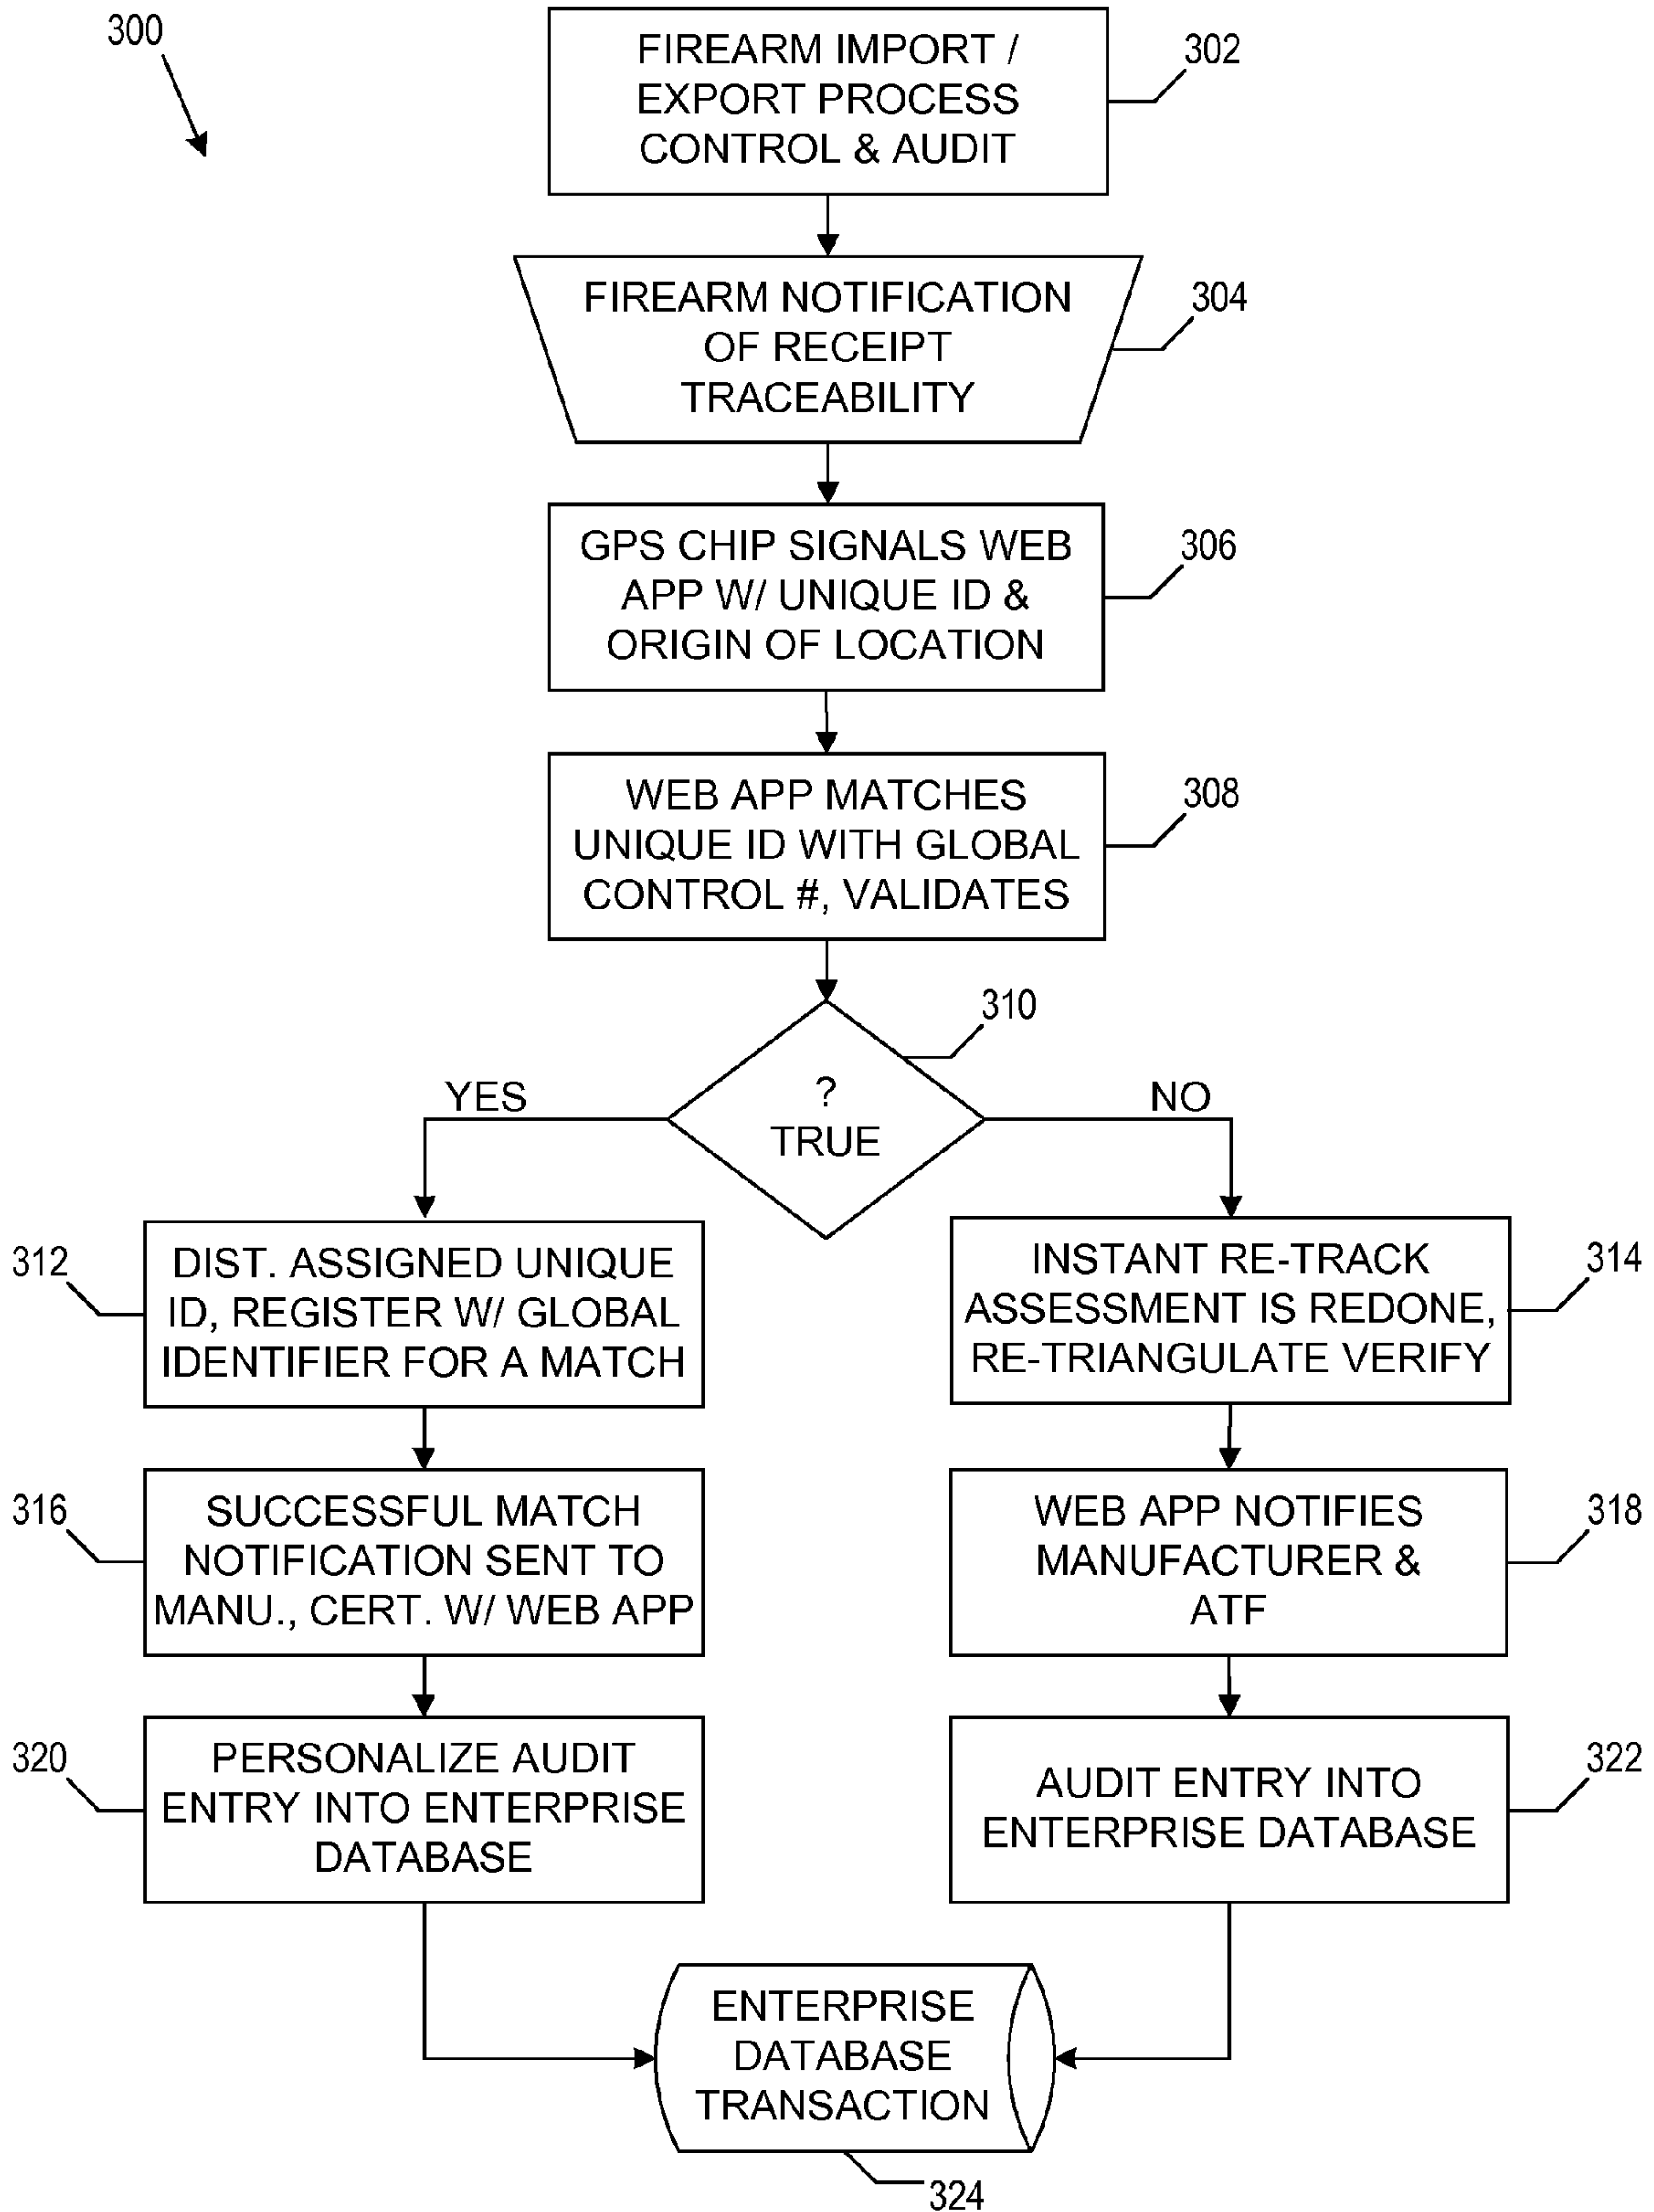 300
FIREARM IMPORT /
EXPORT PROCESS
CONTROL & AUDIT
302
FIREARM NOTIFICATION
OF RECEIPT
TRACEABILITY
304
GPS CHIP SIGNALS WEB
APP W/ UNIQUE ID &
ORIGIN OF LOCATION
306
WEB APP MATCHES
UNIQUE ID WITH GLOBAL
CONTROL #, VALIDATES
308
?
TRUE
310
YES
NO
312
DIST. ASSIGNED UNIQUE
ID, REGISTER W/ GLOBAL
IDENTIFIER FOR A MATCH
INSTANT RE-TRACK
ASSESSMENT IS REDONE,
RE-TRIANGULATE VERIFY
314
316
SUCCESSFUL MATCH
NOTIFICATION SENT TO
MANU., CERT. W/ WEB APP
WEB APP NOTIFIES
MANUFACTURER &
ATF
318
320
PERSONALIZE AUDIT
ENTRY INTO ENTERPRISE
DATABASE
AUDIT ENTRY INTO
ENTERPRISE DATABASE
322
ENTERPRISE
DATABASE
TRANSACTION
324